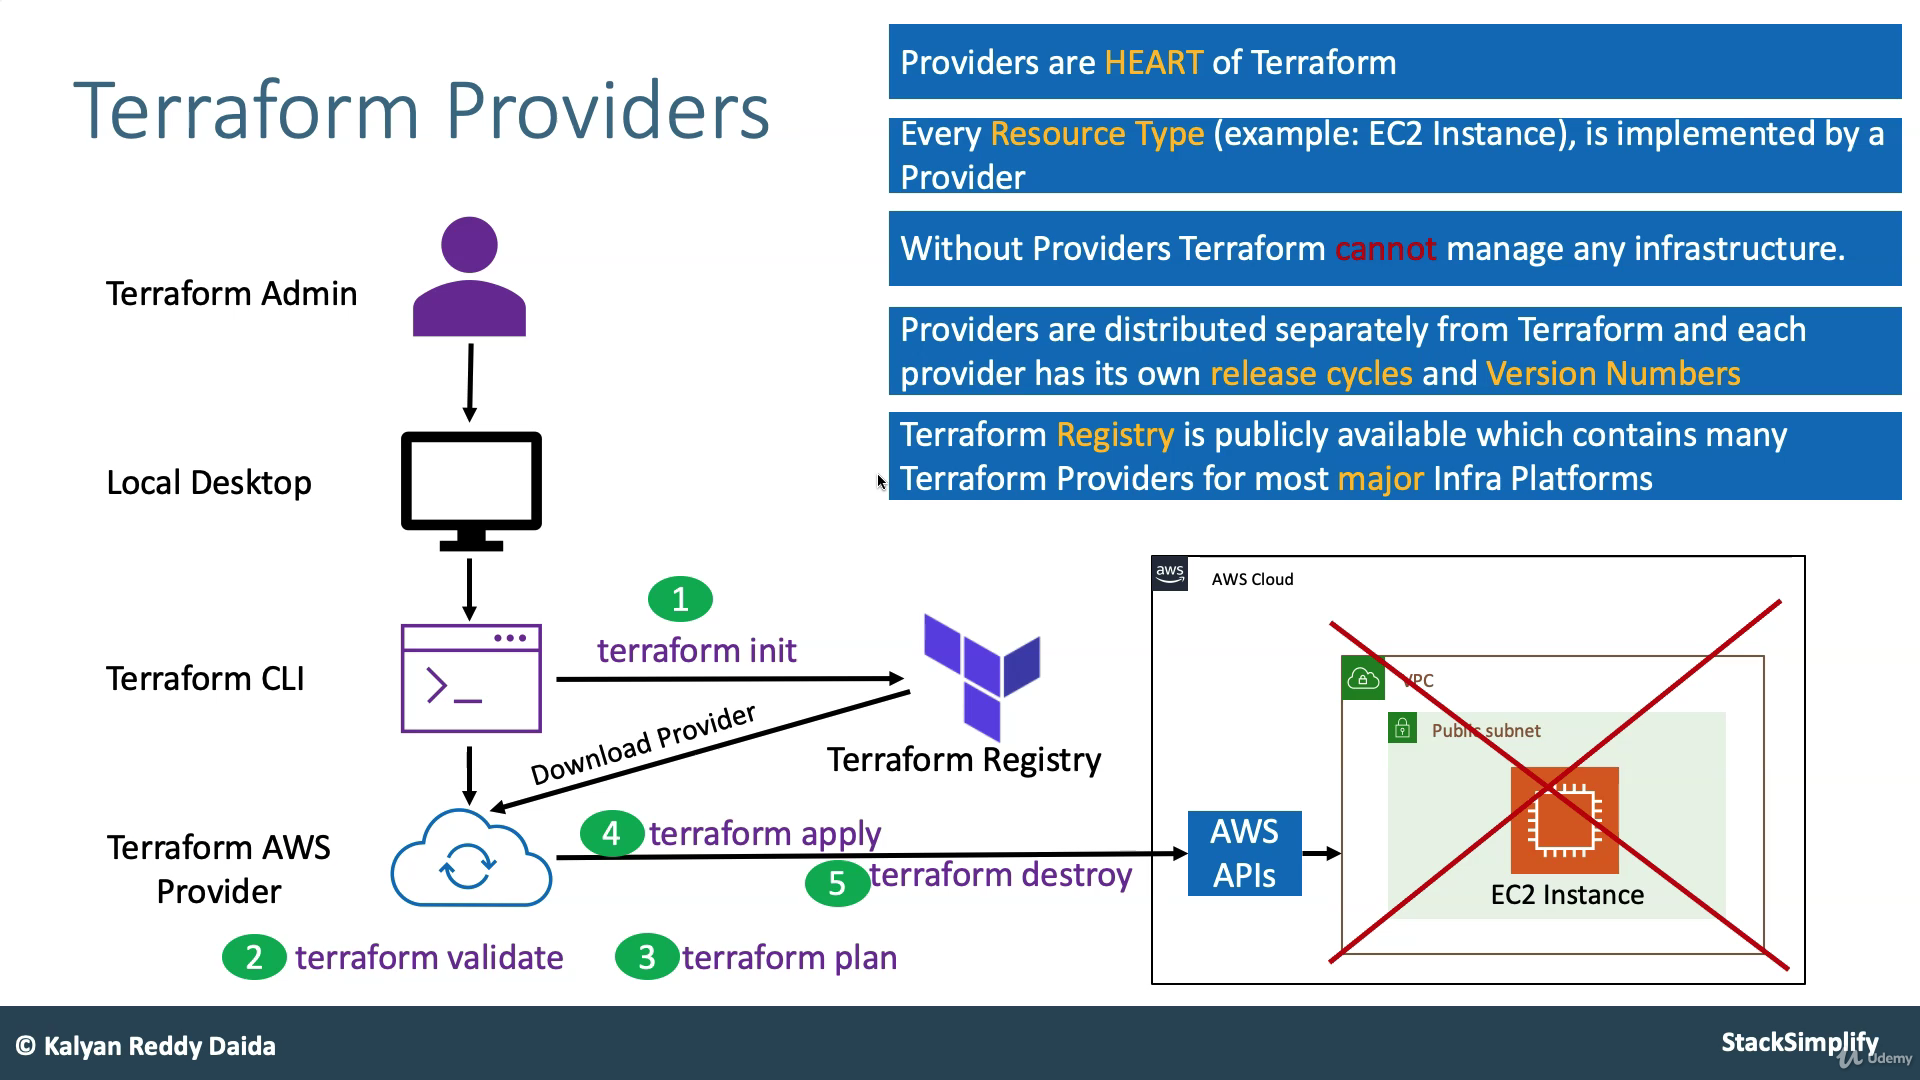 Terraform Providers
Providers are HEART of Terraform
Every Resource Type (example: EC2 Instance), is implemented by a
Provider
Without Providers Terraform cannot manage any infrastructure.
Providers are distributed separately from Terraform and each
provider has its own release cycles and Version Numbers
Terraform Registry is publicly available which contains many
Terraform Providers for most major Infra Platforms
Terraform Admin
Local Desktop
Terraform CLI
1
terraform init
Download Provider
Terraform Registry
Terraform AWS
Provider
4 terraform apply
5 terraform destroy
2 terraform validate
3 terraform plan
aws
AWS Cloud
VPC
Public subnet
EC2 Instance
AWS
APIs
© Kalyan Reddy Daida
StackSimplify
Udemy